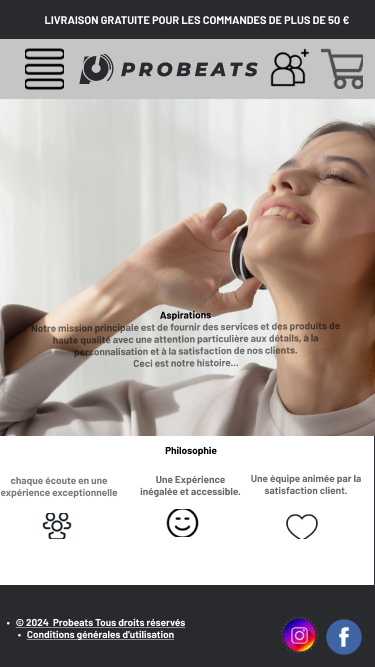 LIVRAISON GRATUITE POUR LES COMMANDES DE PLUS DE 50 €
PROBEATS
Aspirations
Notre mission principale est de fournir des services et des produits de
haute qualité avec une attention particulière aux détails, à la
personnalisation et à la satisfaction de nos clients.
Ceci est notre histoire...
Philosophie
chaque écoute en une
expérience exceptionnelle
Une Expérience
inégalée et accessible.
Une équipe animée par la
satisfaction client.
• © 2024 Probeats Tous droits réservés
• Conditions générales d'utilisation